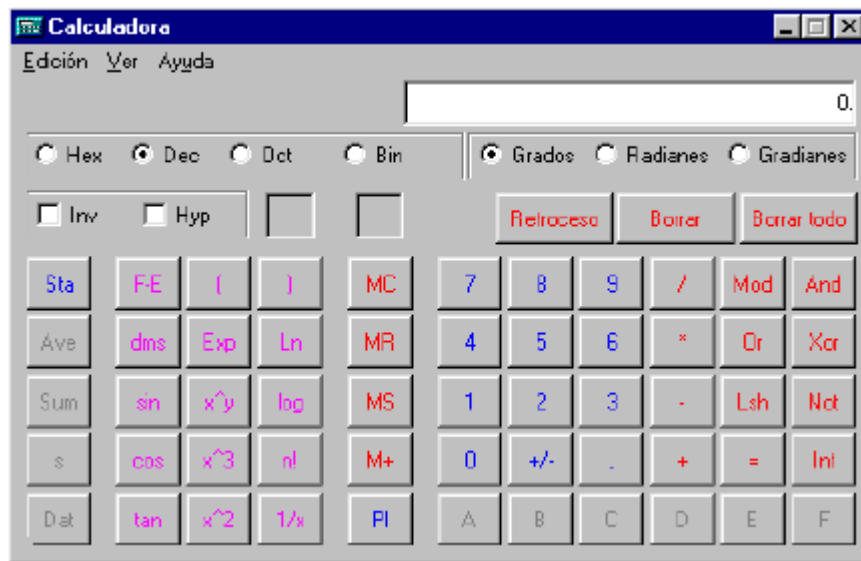 Calculadora
Edición Ver Ayuda
0.
Hex Dec Oct Bin Grados Radianes Gradianes
Inv Hyp Retroceso Borrar Borrar todo
Sta F-E ( ) MC 7 8 9 / Mod And
Ave dms Exp Ln MR 4 5 6 * Or Xor
Sum sin x^y log MS 1 2 3 - Lsh Not
s cos x^3 n! M+ 0 +/- . + = Int
Dat tan x^2 1/x PI A B C D E F